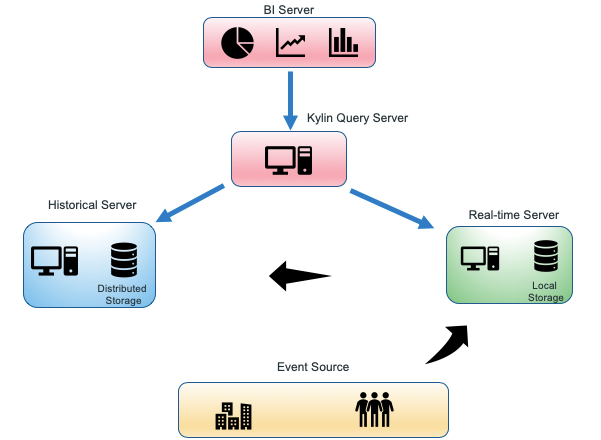 BI Server
Kylin Query Server
Historical Server
Real-time Server
Distributed
Storage
Local
Storage
Event Source